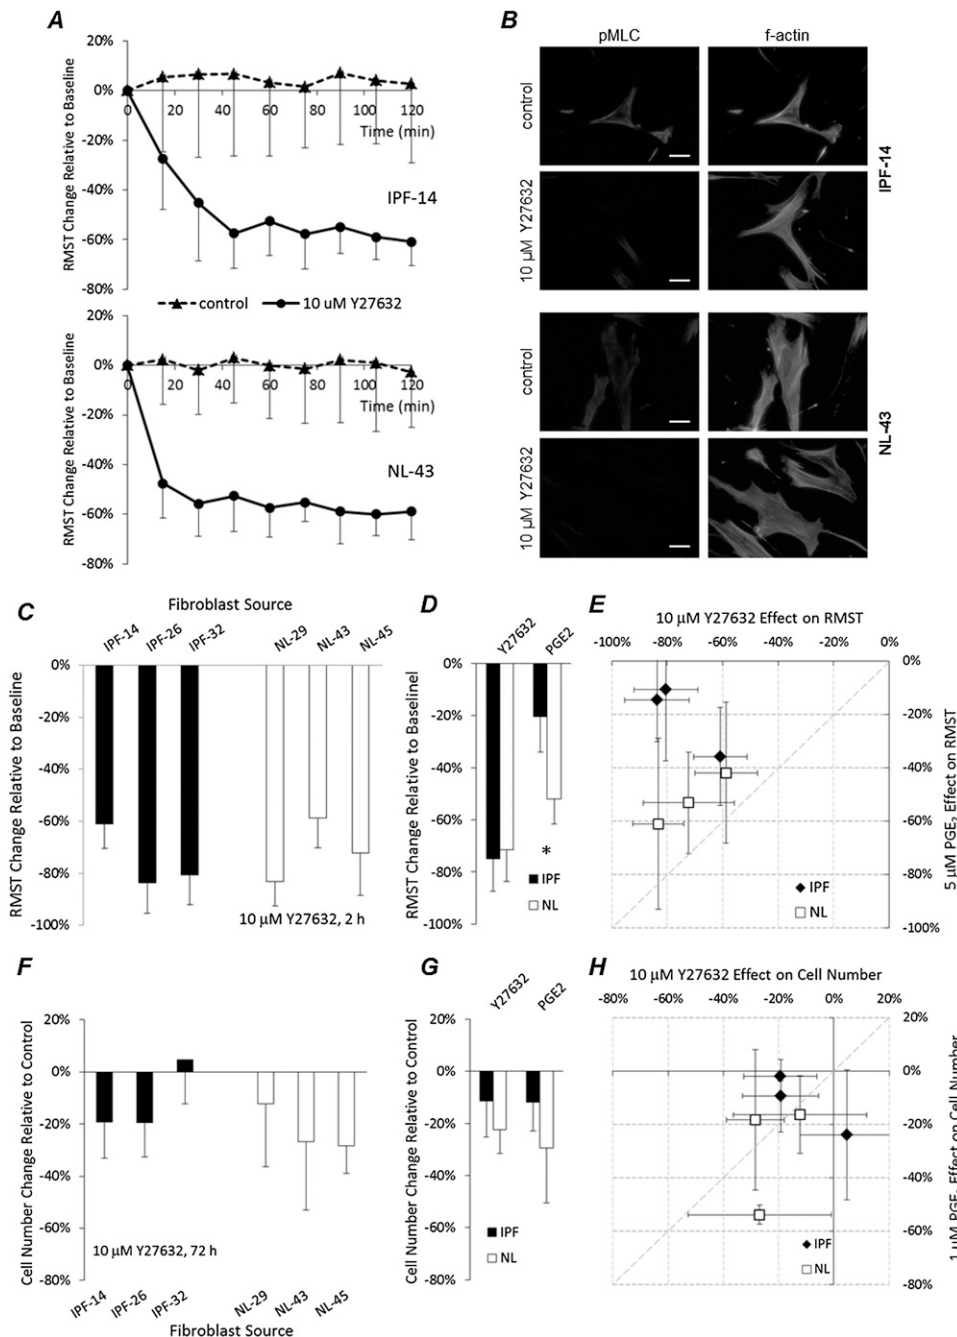 A
20%
0%
-20%
-40%
-60%
-80%
0 20 40 60 80 100 120
Time (min)
RMST Change Relative to Baseline
IPF-14
control 10 uM Y27632
20%
0%
-20%
-40%
-60%
-80%
0 20 40 60 80 100 120
Time (min)
RMST Change Relative to Baseline
NL-43
B
pMLC f-actin
control
10 µM Y27632
IPF-14
control
10 µM Y27632
NL-43
C
Fibroblast Source
IPF-14 IPF-26 IPF-32 NL-29 NL-43 NL-45
0%
-20%
-40%
-60%
-80%
-100%
RMST Change Relative to Baseline
10 µM Y27632, 2 h
D
Y27632 PGE2
0%
-20%
-40%
-60%
-80%
-100%
RMST Change Relative to Baselinel
*
IPF
NL
E
10 µM Y27632 Effect on RMST
-100% -80% -60% -40% -20% 0%
0%
-20%
-40%
-60%
-80%
-100%
5 µM PGE2 Effect on RMST
IPF
NL
F
20%
0%
-20%
-40%
-60%
-80%
Cell Number Change Relative to Control
10 µM Y27632, 72 h
IPF-14 IPF-26 IPF-32 NL-29 NL-43 NL-45
Fibroblast Source
G
Y27632 PGE2
20%
0%
-20%
-40%
-60%
-80%
Cell Number Change Relative to Control
IPF
NL
H
10 µM Y27632 Effect on Cell Number
-80% -60% -40% -20% 0% 20%
20%
0%
-20%
-40%
-60%
-80%
1 µM PGE2 Effect on Cell Number
IPF
NL